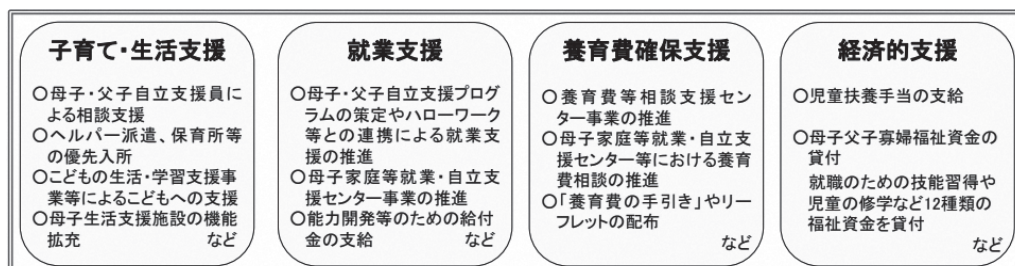 子育て・生活支援
○母子・父子自立支援員に
よる相談支援
○ヘルパー派遣、保育所等
の優先入所
○こどもの生活・学習支援事
業等によるこどもへの支援
○母子生活支援施設の機能
拡充 など
就業支援
○母子・父子自立支援プログ
ラムの策定やハローワーク
等との連携による就業支
援の推進
○母子家庭等就業・自立支
援センター事業の推進
○能力開発等のための給付
金の支給 など
養育費確保支援
○養育費等相談支援セン
ター事業の推進
○母子家庭等就業・自立支
援センター等における養育
費相談の推進
○「養育費の手引き」やリー
フレットの配布
など
経済的支援
○児童扶養手当の支給
○母子父子寡婦福祉資金の
貸付
就職のための技能習得や
児童の修学など12種類の
福祉資金を貸付
など